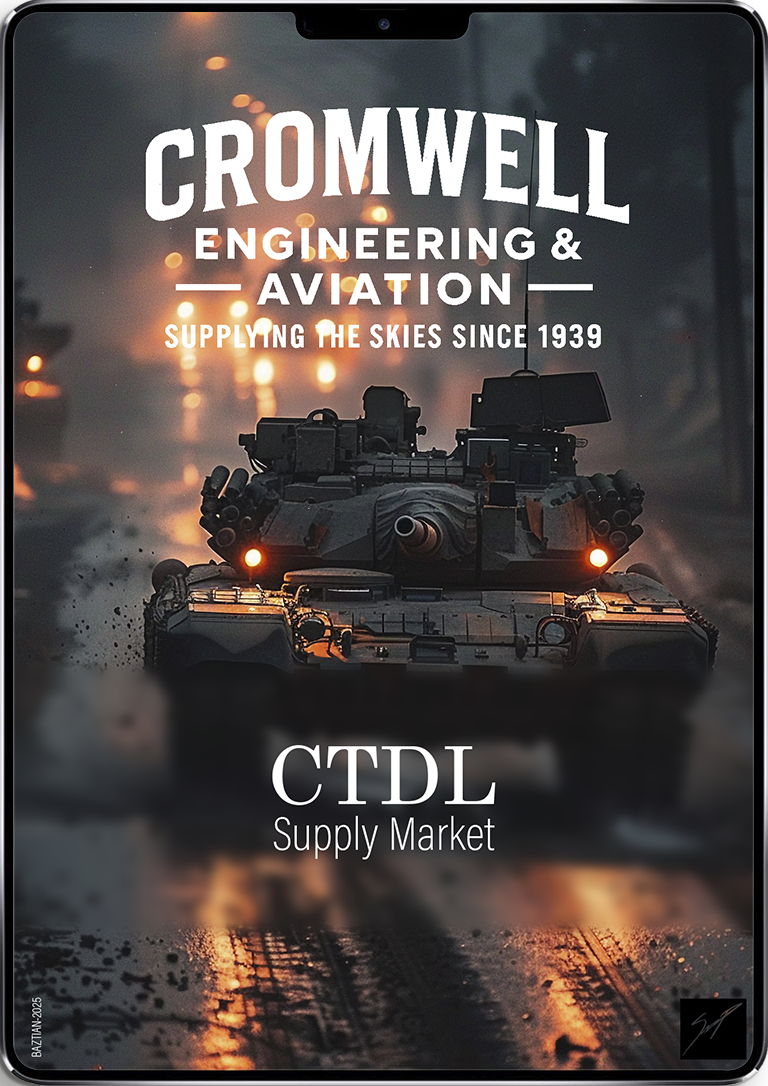 CROMWELL
ENGINEERING &
AVIATION
SUPPLYING THE SKIES SINCE 1939
CTDL
Supply Market
BAZTIAN-2025